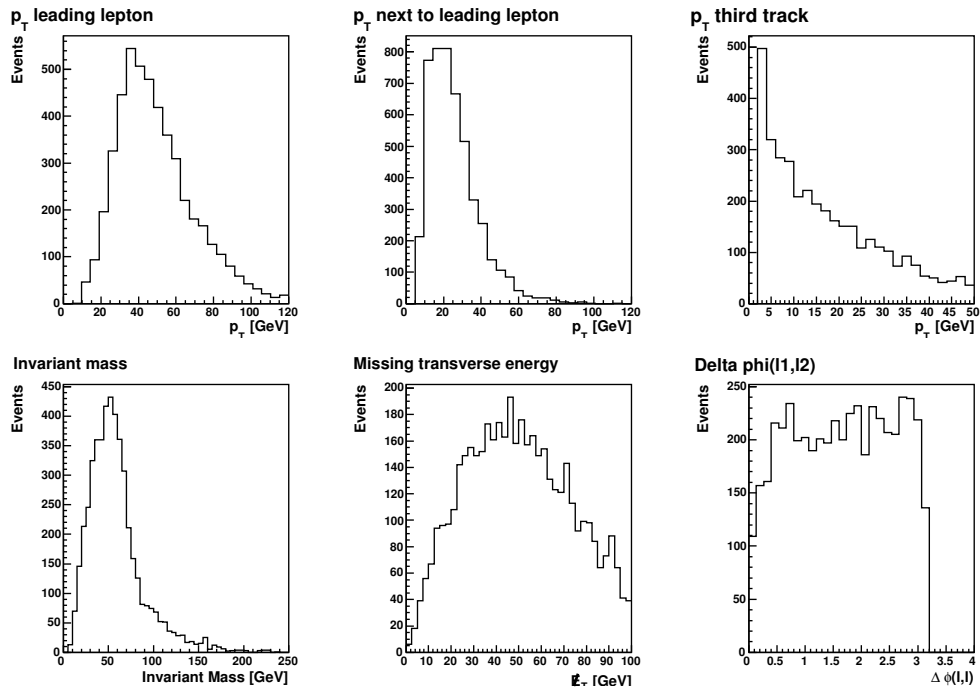 p_T leading lepton
Events
500
400
300
200
100
0
0 20 40 60 80 100 120
p_T [GeV]
p_T next to leading lepton
Events
800
700
600
500
400
300
200
100
0
0 20 40 60 80 100 120
p_T [GeV]
p_T third track
Events
500
400
300
200
100
0
5 10 15 20 25 30 35 40 45 50
p_T [GeV]
Invariant mass
Events
450
400
350
300
250
200
150
100
50
0
0 50 100 150 200 250
Invariant Mass [GeV]
Missing transverse energy
Events
200
180
160
140
120
100
80
60
40
20
0
0 10 20 30 40 50 60 70 80 90 100
E̸_T [GeV]
Delta phi(l1,l2)
Events
250
200
150
100
50
0
0 0.5 1 1.5 2 2.5 3 3.5 4
Δ ϕ(l,l)